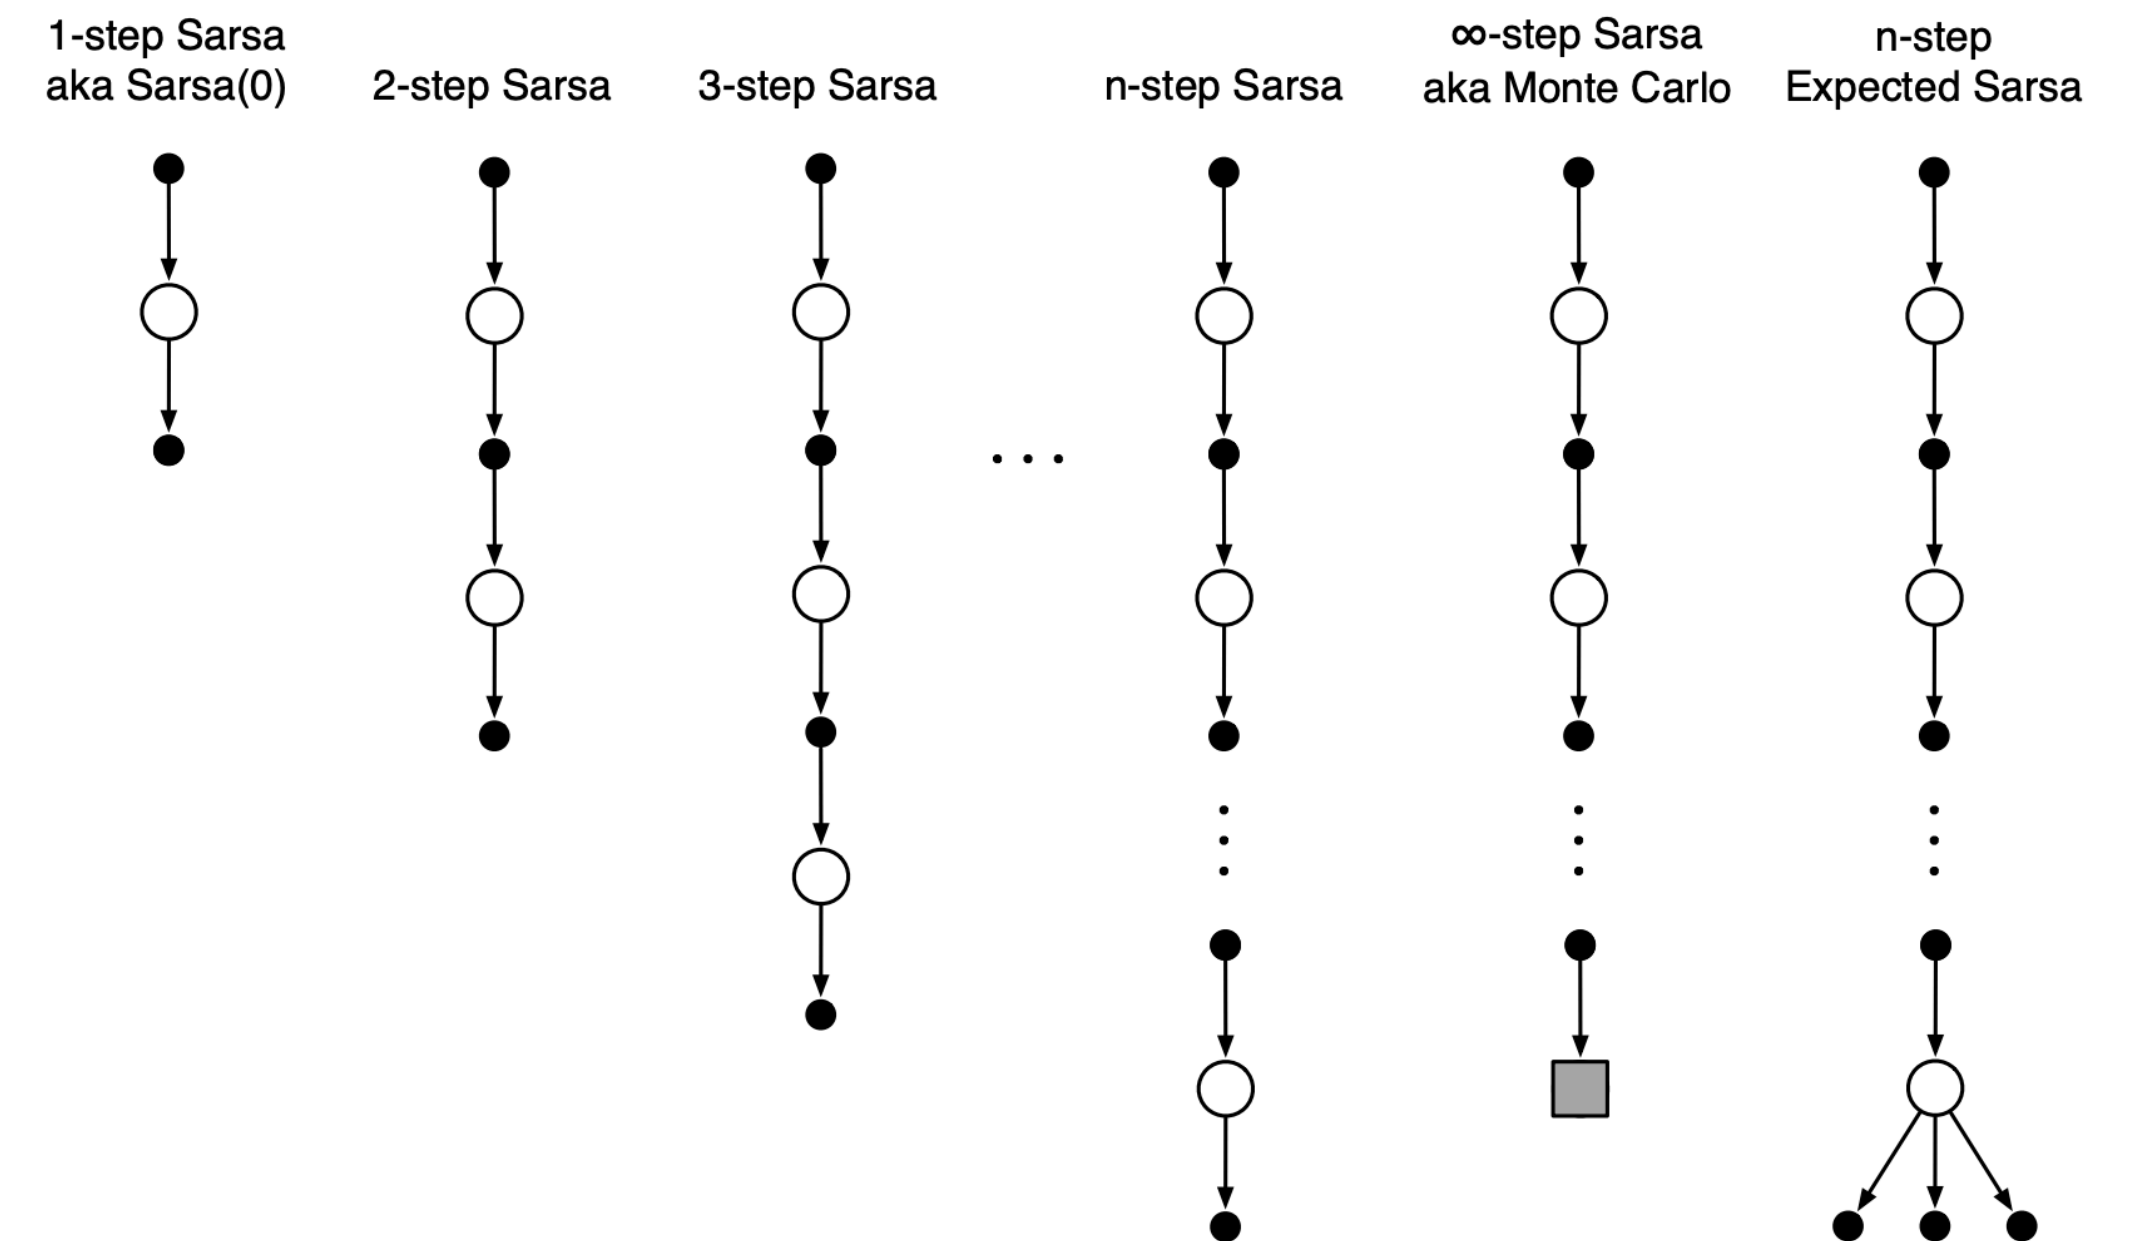 1-step Sarsa
aka Sarsa(0)
2-step Sarsa
3-step Sarsa
n-step Sarsa
∞-step Sarsa
aka Monte Carlo
n-step
Expected Sarsa